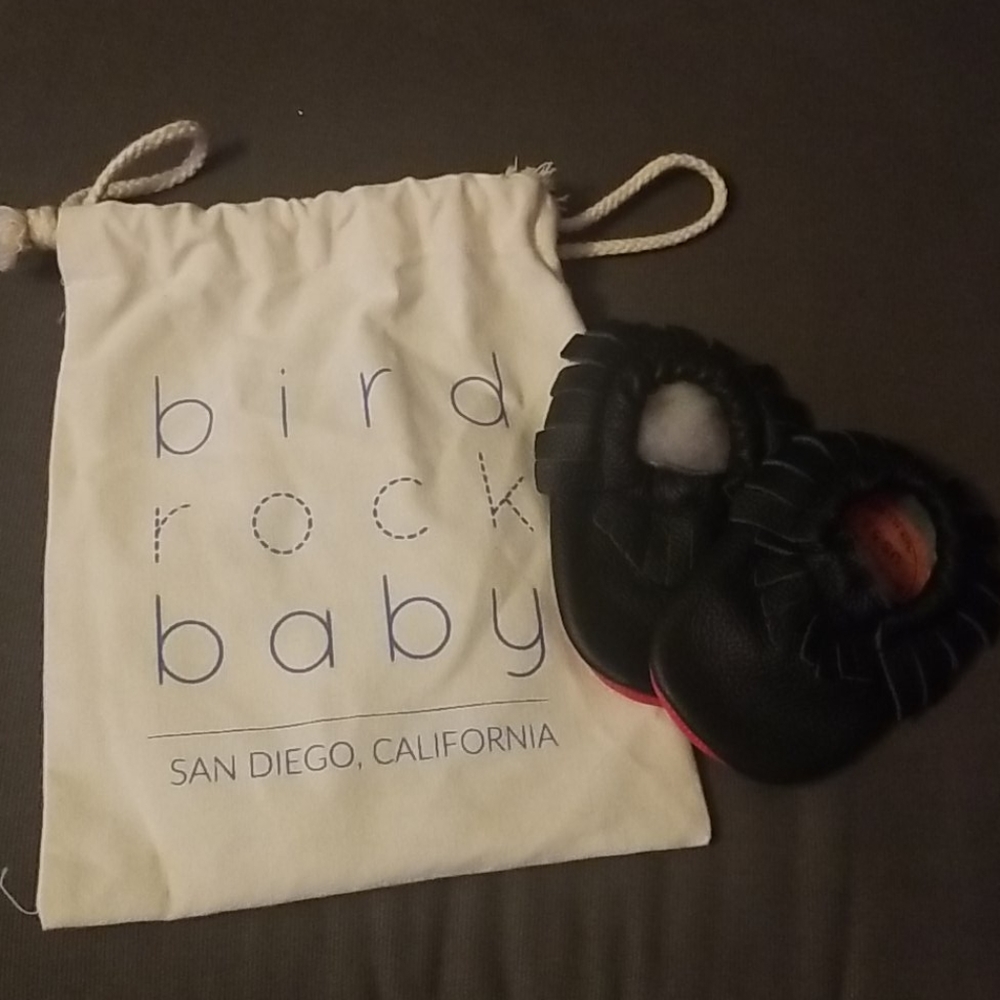 bird
rock
baby
SAN DIEGO, CALIFORNIA